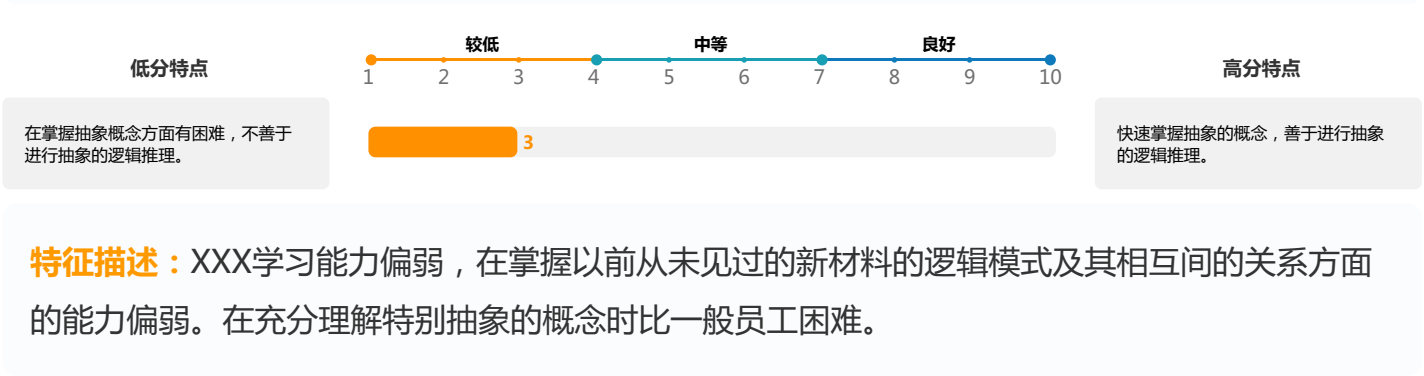 较低 中等 良好
低分特点 高分特点
1 2 3 4 5 6 7 8 9 10
在掌握抽象概念方面有困难，不善于
进行抽象的逻辑推理。
3
快速掌握抽象的概念，善于进行抽象
的逻辑推理。
特征描述：XXX学习能力偏弱，在掌握以前从未见过的新材料的逻辑模式及其相互间的关系方面
的能力偏弱。在充分理解特别抽象的概念时比一般员工困难。